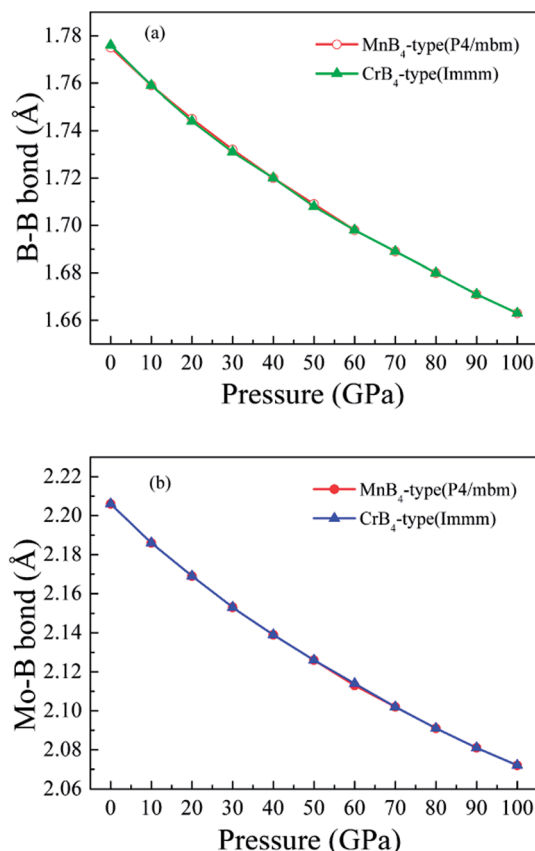 (a)
MnB₄-type(P4/mbm)
CrB₄-type(Immm)
B-B bond (Å)
1.78
1.76
1.74
1.72
1.70
1.68
1.66
0 10 20 30 40 50 60 70 80 90 100
Pressure (GPa)
(b)
MnB₄-type(P4/mbm)
CrB₄-type(Immm)
Mo-B bond (Å)
2.22
2.20
2.18
2.16
2.14
2.12
2.10
2.08
2.06
0 10 20 30 40 50 60 70 80 90 100
Pressure (GPa)